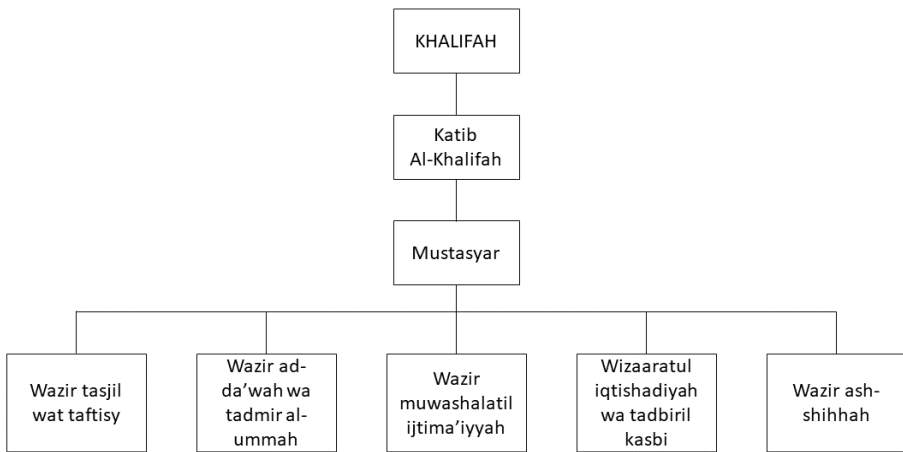 KHALIFAH
Katib
Al-Khalifah
Mustasyar
Wazir tasjil
wat taftisy
Wazir ad-
da’wah wa
tadmir al-
ummah
Wazir
muwashalatil
ijtima’iyyah
Wizaaratul
iqtishadiyah
wa tadbiril
kasbi
Wazir ash-
shihhah